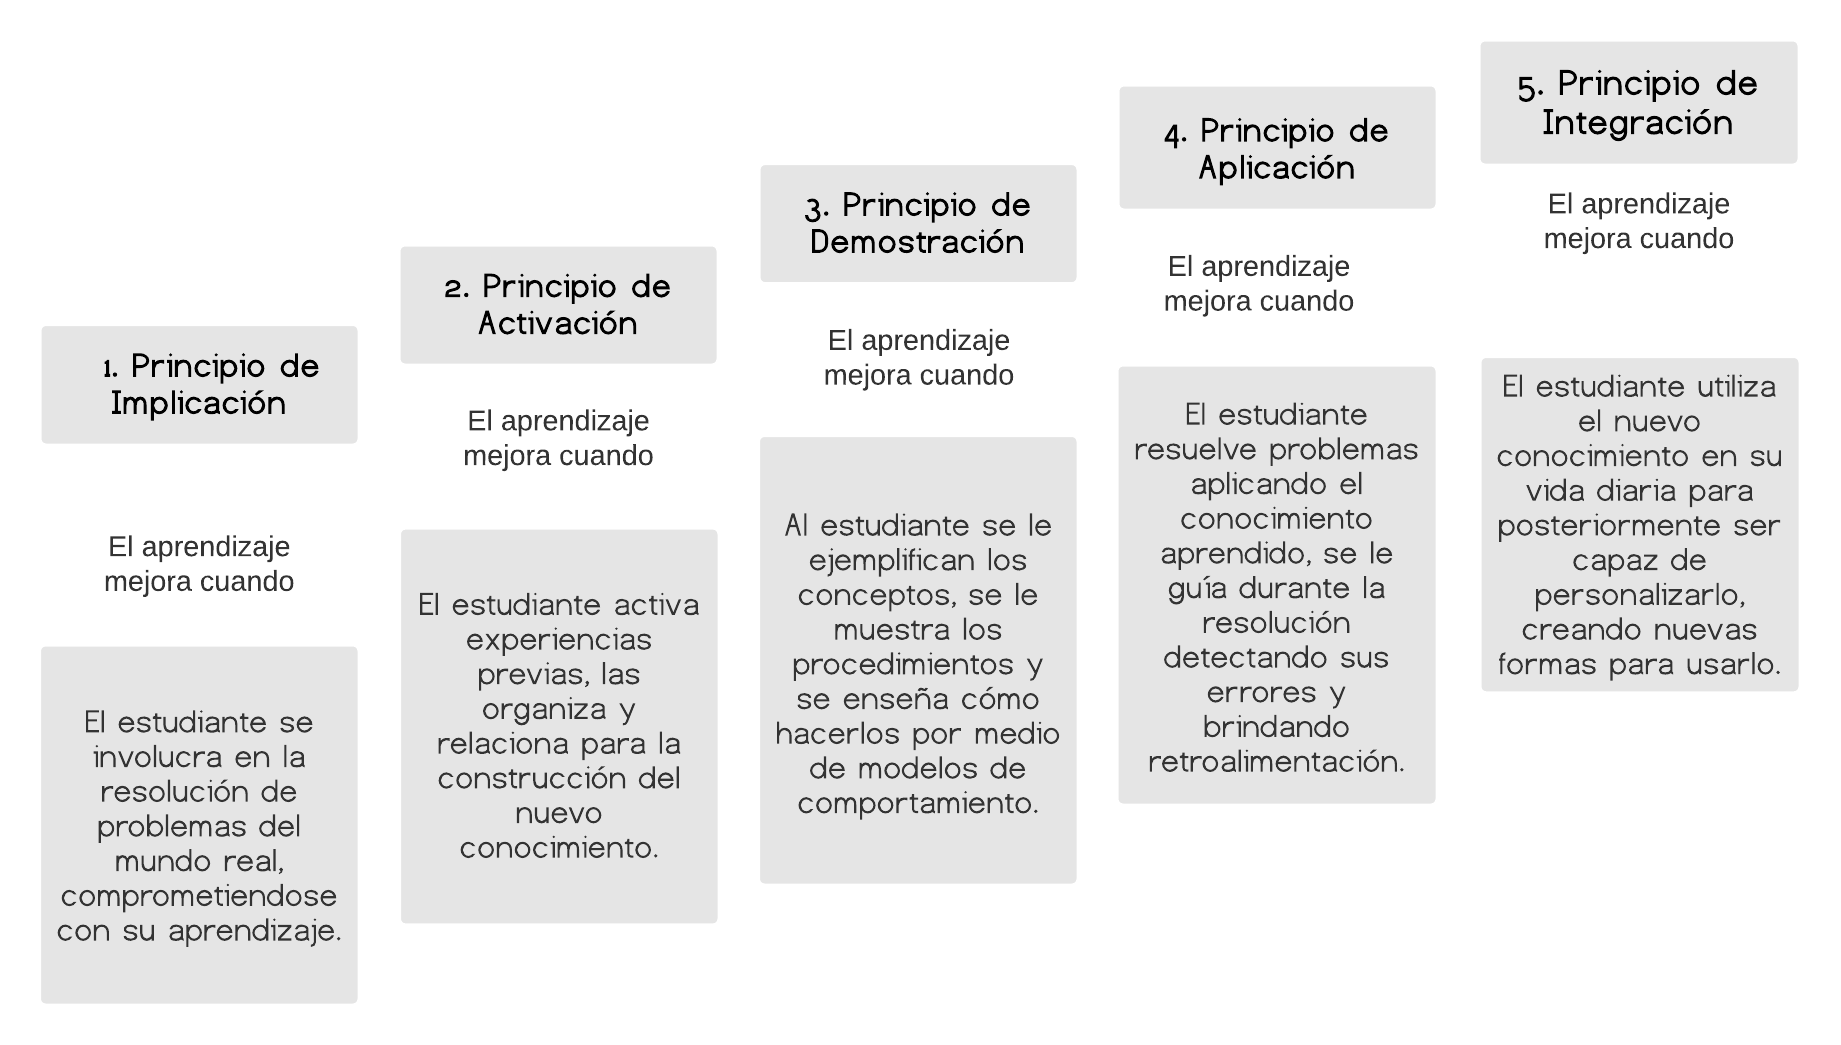 1. Principio de
Implicación
El aprendizaje
mejora cuando
El estudiante se
involucra en la
resolución de
problemas del
mundo real,
comprometiendose
con su aprendizaje.
2. Principio de
Activación
El aprendizaje
mejora cuando
El estudiante activa
experiencias
previas, las
organiza y
relaciona para la
construcción del
nuevo
conocimiento.
3. Principio de
Demostración
El aprendizaje
mejora cuando
Al estudiante se le
ejemplifican los
conceptos, se le
muestra los
procedimientos y
se enseña cómo
hacerlos por medio
de modelos de
comportamiento.
4. Principio de
Aplicación
El aprendizaje
mejora cuando
El estudiante
resuelve problemas
aplicando el
conocimiento
aprendido, se le
guía durante la
resolución
detectando sus
errores y
brindando
retroalimentación.
5. Principio de
Integración
El aprendizaje
mejora cuando
El estudiante utiliza
el nuevo
conocimiento en su
vida diaria para
posteriormente ser
capaz de
personalizarlo,
creando nuevas
formas para usarlo.